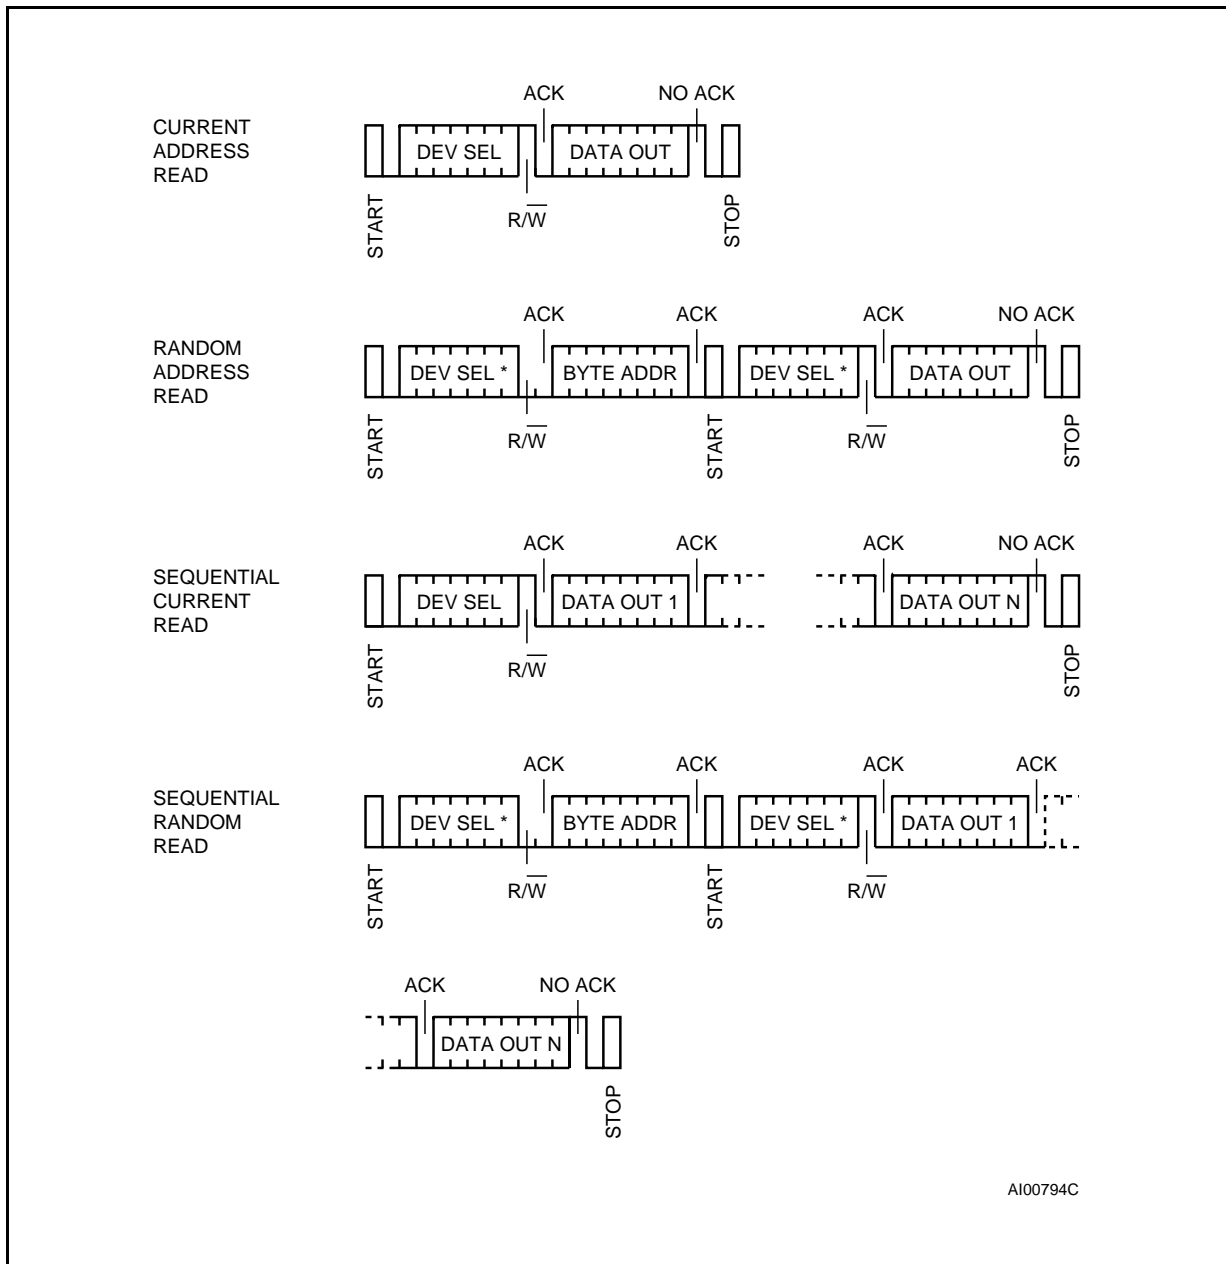 ACK NO ACK
CURRENT
ADDRESS
READ
DEV SEL DATA OUT
START R/W STOP
ACK ACK ACK NO ACK
RANDOM
ADDRESS
READ
DEV SEL * BYTE ADDR DEV SEL * DATA OUT
START R/W START R/W STOP
ACK ACK ACK NO ACK
SEQUENTIAL
CURRENT
READ
DEV SEL DATA OUT 1 DATA OUT N
START R/W STOP
ACK ACK ACK ACK
SEQUENTIAL
RANDOM
READ
DEV SEL * BYTE ADDR DEV SEL * DATA OUT 1
START R/W START R/W
ACK NO ACK
DATA OUT N
STOP
AI00794C